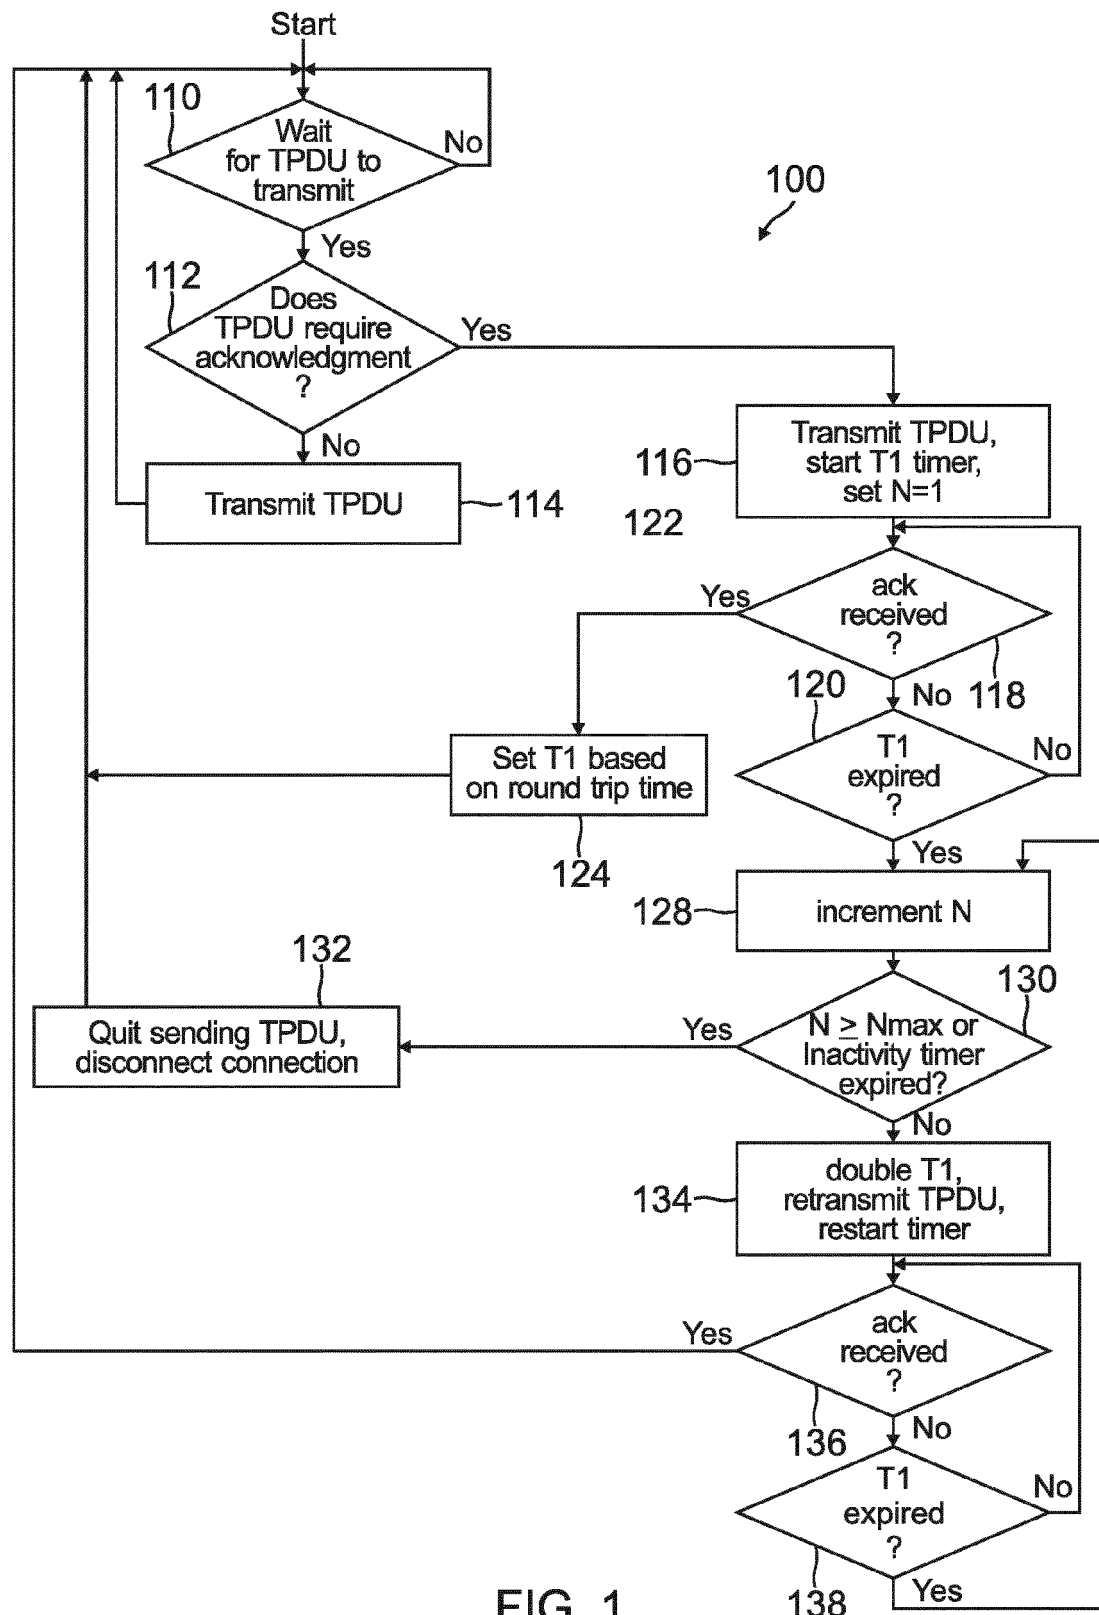 Start
110
Wait
for TPDU to
transmit
No
100
Yes
112
Does
TPDU require
acknowledgment
?
Yes
No
Transmit TPDU
114
116
Transmit TPDU,
start T1 timer,
set N=1
122
Yes
ack
received
?
118
No
120
T1
expired
?
No
Set T1 based
on round trip time
124
Yes
128
increment N
132
Quit sending TPDU,
disconnect connection
Yes
130
N ≥ Nmax or
Inactivity timer
expired?
No
134
double T1,
retransmit TPDU,
restart timer
Yes
ack
received
?
136
No
T1
expired
?
No
138
Yes
FIG. 1